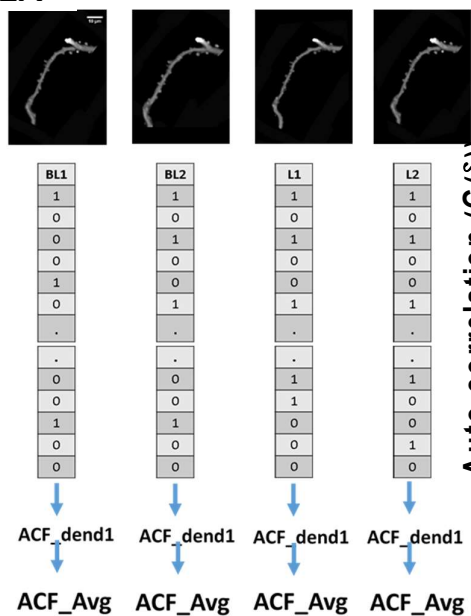 BL1 BL2 L1 L2
1 1 1 1
0 0 0 0
0 1 1 1
0 0 0 0
1 0 0 0
0 1 1 1
. . . .
. . . .
0 0 1 1
0 0 1 0
1 1 0 0
0 0 0 1
0 0 0 0
ACF_dend1 ACF_dend1 ACF_dend1 ACF_dend1
ACF_Avg ACF_Avg ACF_Avg ACF_Avg